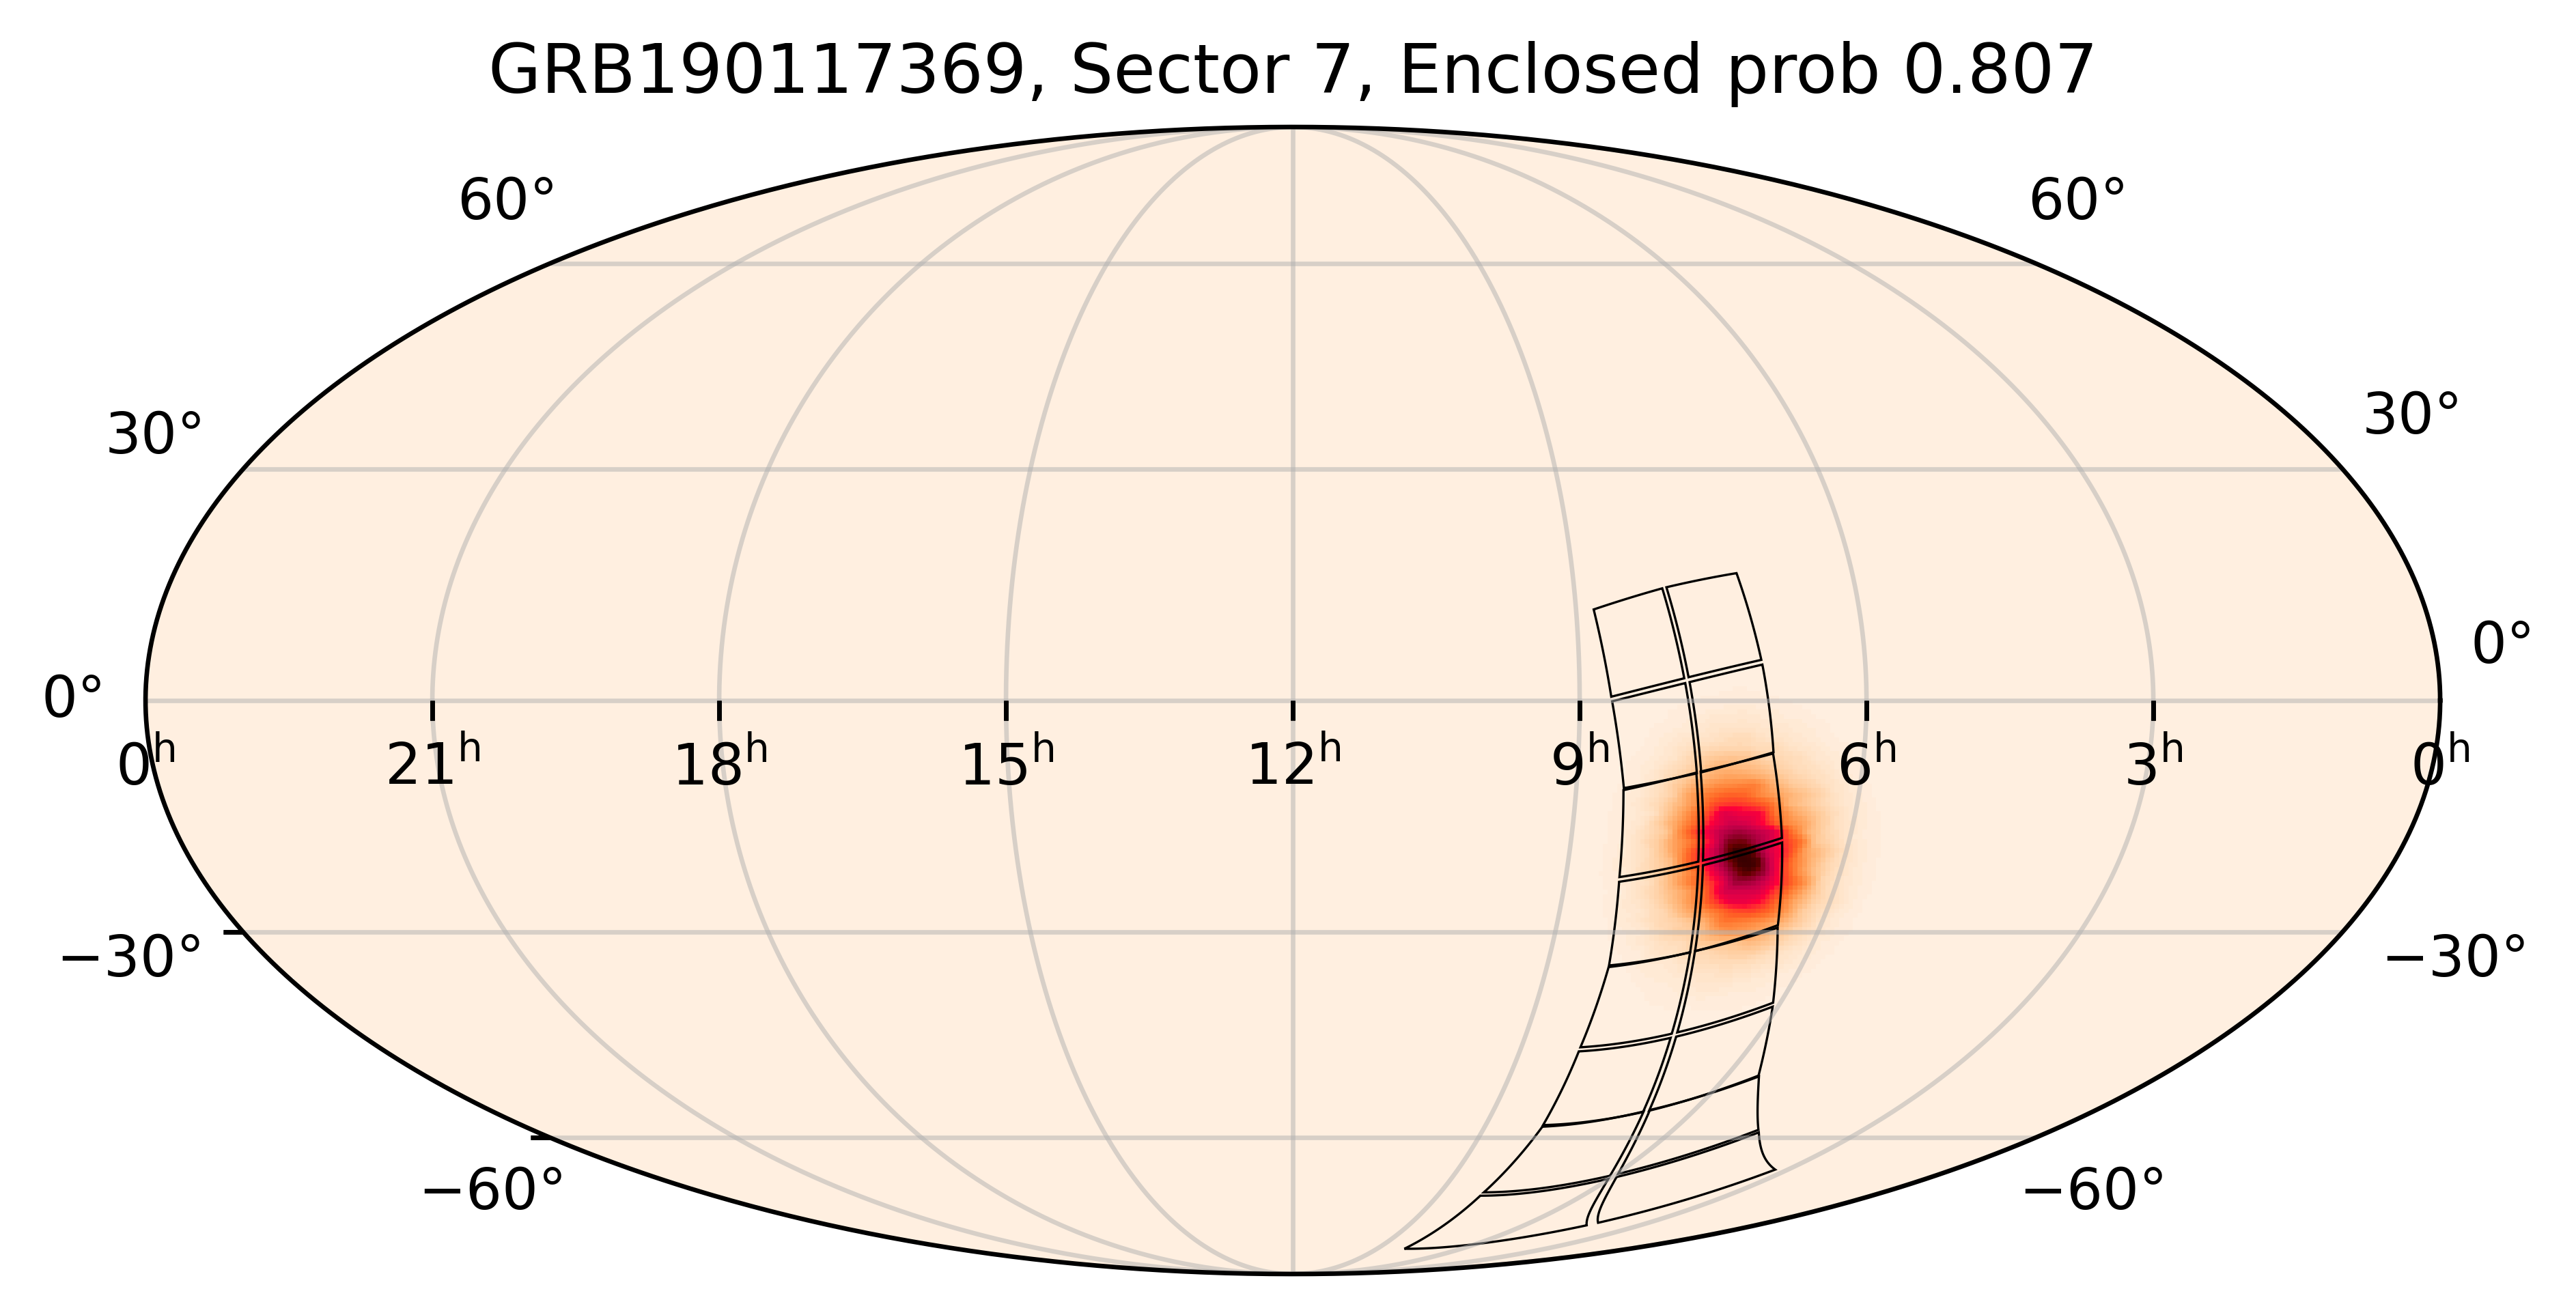 GRB190117369, Sector 7, Enclosed prob 0.807
60° 60°
30° 30°
0° 0°
0ʰ 21ʰ 18ʰ 15ʰ 12ʰ 9ʰ 6ʰ 3ʰ 0ʰ
−30° −30°
−60° −60°